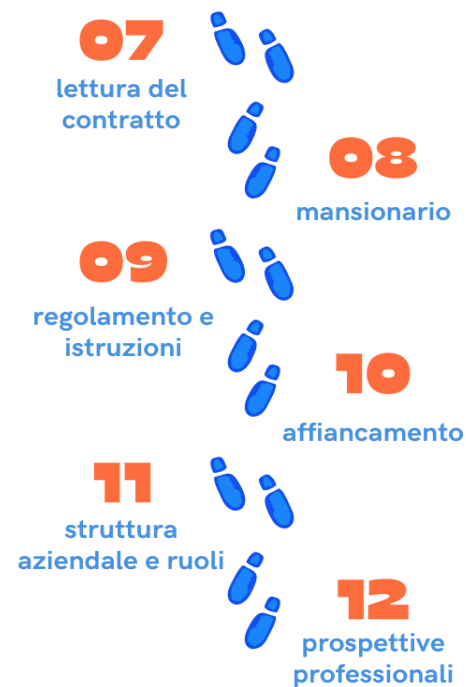 07
lettura del
contratto
08
mansionario
09
regolamento e
istruzioni
10
affiancamento
11
struttura
aziendale e ruoli
12
prospettive
professionali